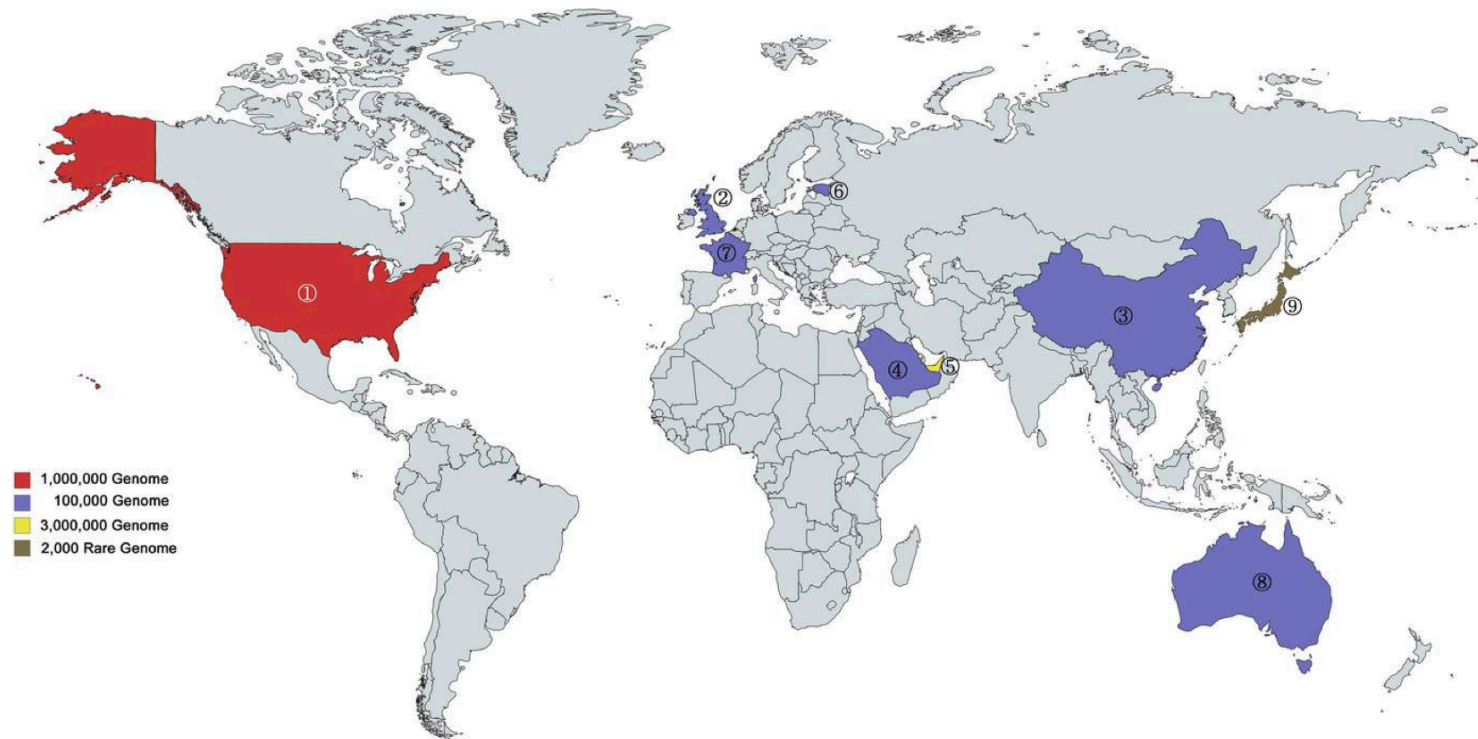 ②
⑥
⑦
①
⑨
③
④
⑤
1,000,000 Genome
100,000 Genome
3,000,000 Genome
2,000 Rare Genome
⑧